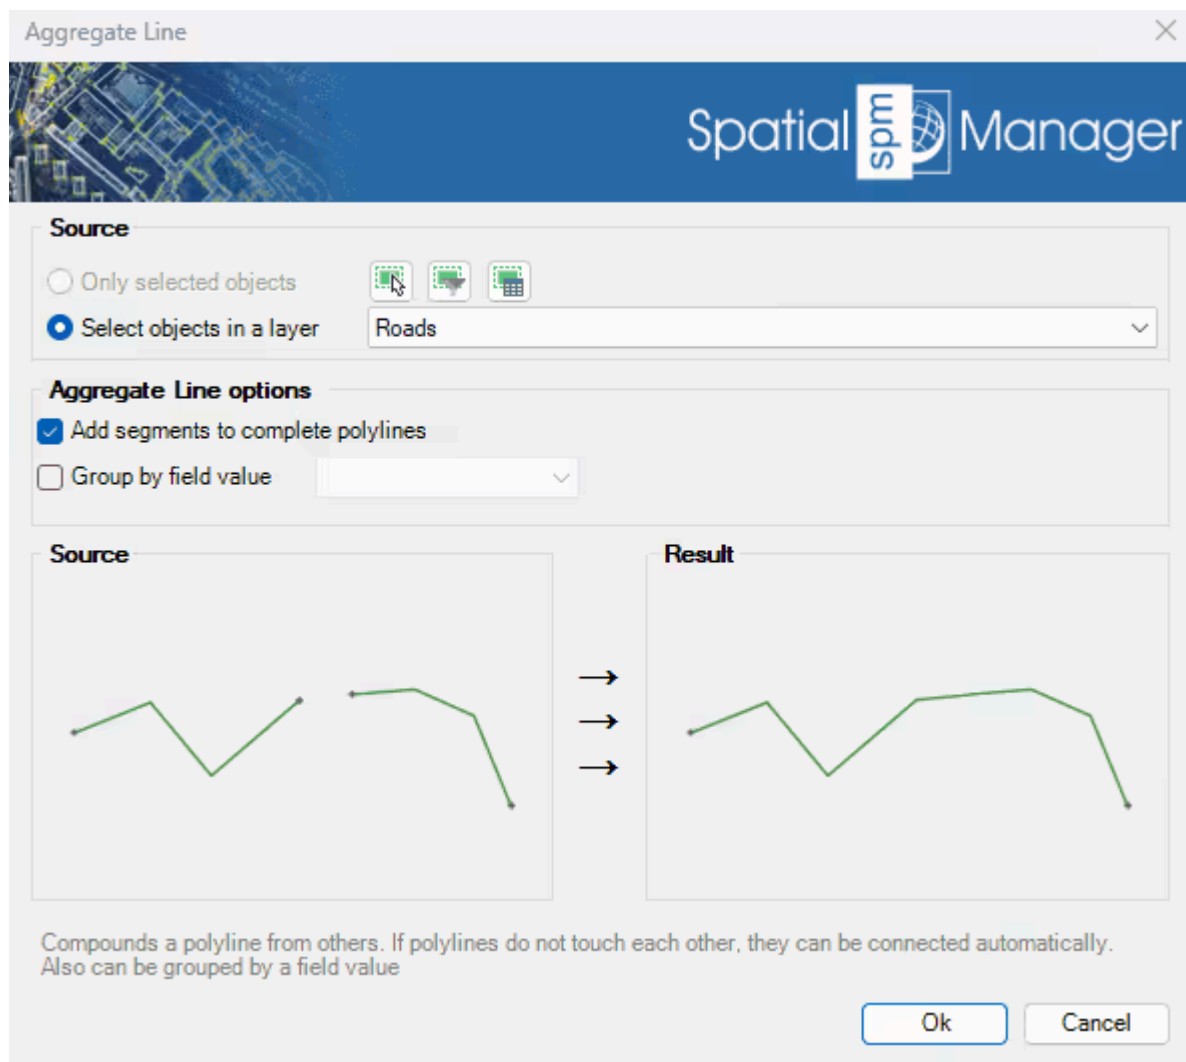 Aggregate Line
Spatial spm Manager
Source
Only selected objects
Select objects in a layer Roads
Aggregate Line options
Add segments to complete polylines
Group by field value
Source Result
Compounds a polyline from others. If polylines do not touch each other, they can be connected automatically.
Also can be grouped by a field value
Ok Cancel